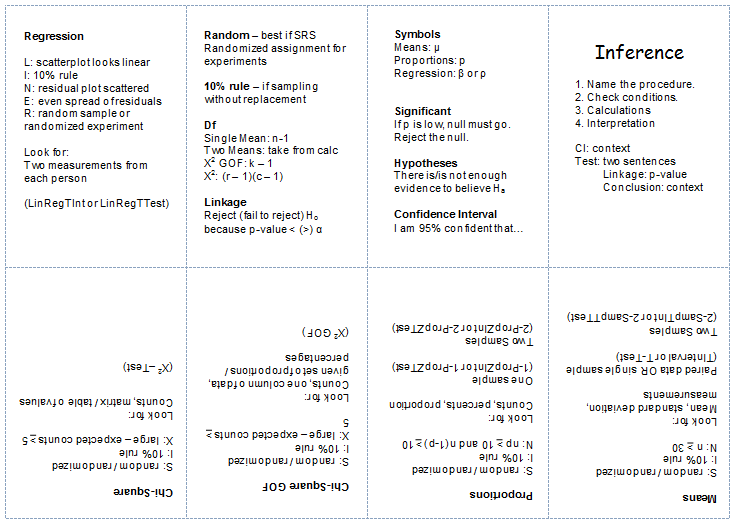 Regression
L: scatterplot looks linear
I: 10% rule
N: residual plot scattered
E: even spread of residuals
R: random sample or
randomized experiment
Look for:
Two measurements from
each person
(LinRegTInt or LinRegTTest)
Random – best if SRS
Randomized assignment for
experiments
10% rule – if sampling
without replacement
Df
Single Mean: n-1
Two Means: take from calc
X² GOF: k – 1
X²: (r – 1)(c – 1)
Linkage
Reject (fail to reject) H₀
because p-value < (>) α
Symbols
Means: μ
Proportions: p
Regression: β or ρ
Significant
If p is low, null must go.
Reject the null.
Hypotheses
There is/is not enough
evidence to believe Hₐ
Confidence Interval
I am 95% confident that…
Inference
1. Name the procedure.
2. Check conditions.
3. Calculations
4. Interpretation
CI: context
Test: two sentences
Linkage: p-value
Conclusion: context
Chi-Square
S: random / randomized
I: 10% rule
X: large – expected counts ≥ 5
Look for:
Counts, matrix / table of values
(X² –Test)
Chi-Square GOF
S: random / randomized
I: 10% rule
X: large – expected counts ≥
5
Look for:
Counts, one column of data,
given set of proportions /
percentages
(X² GOF)
Proportions
S: random / randomized
I: 10% rule
N: np ≥ 10 and n(1-p) ≥ 10
Look for:
Counts, percents, proportion
One sample
(1-PropZInt or 1-PropZTest)
Two Samples
(2-PropZInt or 2-PropZTest)
Means
S: random / randomized
I: 10% rule
N: n ≥ 30
Look for:
Mean, standard deviation,
measurements
Paired data OR single sample
(TInterval or T-Test)
Two Samples
(2-SampTInt or 2-SampTTest)